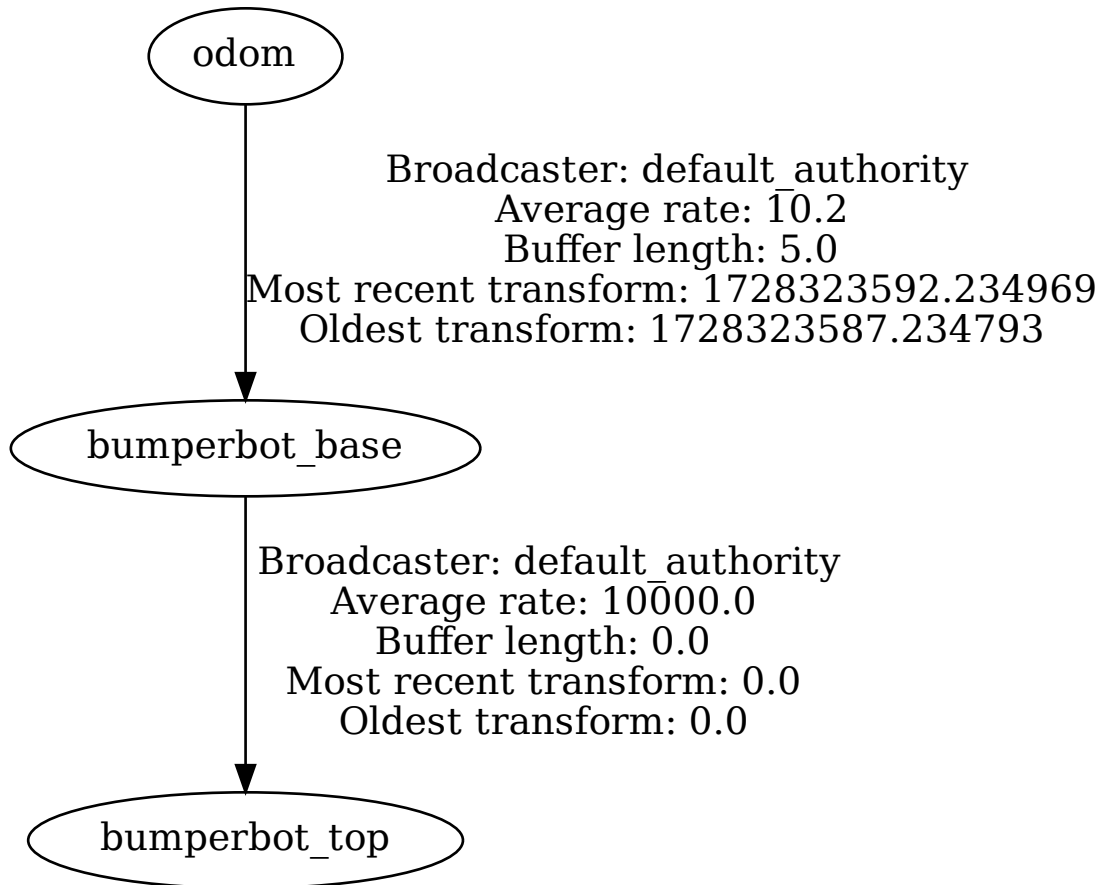 odom
Broadcaster: default_authority
Average rate: 10.2
Buffer length: 5.0
Most recent transform: 1728323592.234969
Oldest transform: 1728323587.234793
bumperbot_base
Broadcaster: default_authority
Average rate: 10000.0
Buffer length: 0.0
Most recent transform: 0.0
Oldest transform: 0.0
bumperbot_top